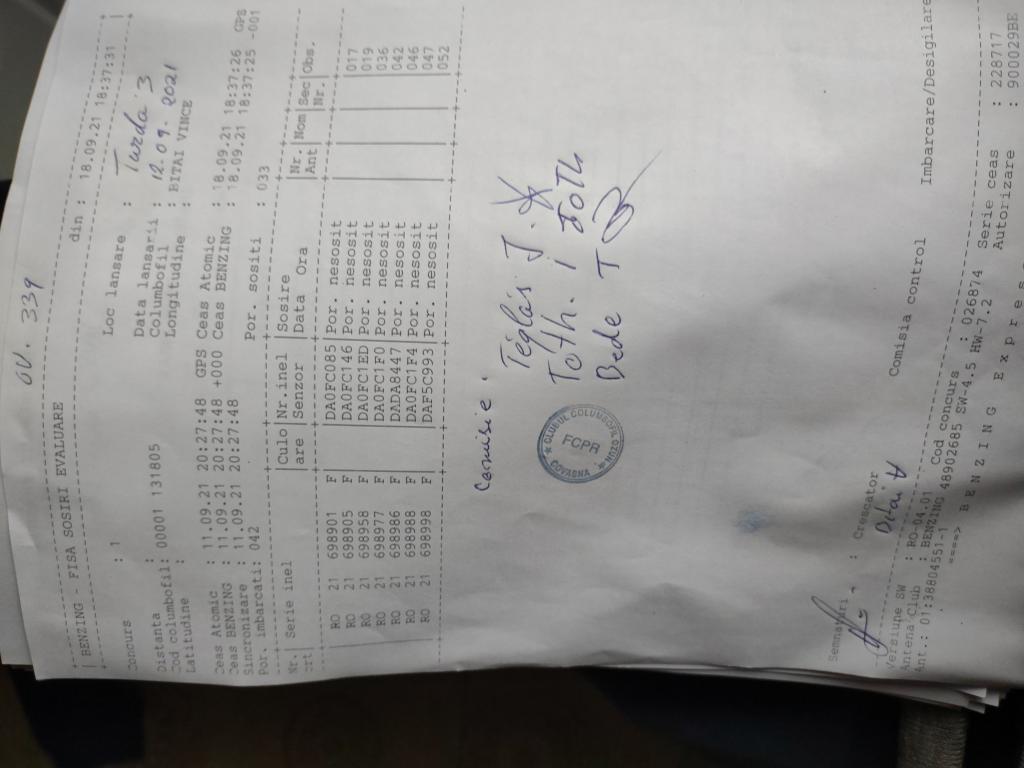 CV. 339
BENZING - FISA SOSIRI EVALUARE din : 18.09.21 18:37:31
Concurs : 1 Loc lansare : Turda 3
Distanta : Data lansarii : 12.09.2021
Cod columbofil: 00001 131805 Columbofil : BITAI VINCE
Latitudine : Longitudine :
Ceas Atomic : 11.09.21 20:27:48 GPS Ceas Atomic : 18.09.21 18:37:26 GPS
Ceas BENZING : 11.09.21 20:27:48 +000 Ceas BENZING : 18.09.21 18:37:25 -001
Sincronizare : 11.09.21 20:27:48
Por. imbarcati: 042 Por. sositi : 033
Nr. Serie inel Culo Nr.inel Sosire Nr. Nom Sec Obs.
crt are Senzor Data Ora Ant Nr.
RO 21 698901 F DA0FC085 Por. nesosit 017
RO 21 698905 F DA0FC146 Por. nesosit 019
RO 21 698958 F DA0FC1ED Por. nesosit 036
RO 21 698977 F DA0FC1F0 Por. nesosit 042
RO 21 698986 F DADA8447 Por. nesosit 046
RO 21 698988 F DA0FC1F4 Por. nesosit 047
RO 21 698998 F DAF5C993 Por. nesosit 052
Comisie.
Téglás J.
Toth. I Toth
Bede T
CLUBUL COLUMBOFIL
FCPR
COVASNA
Semnaturi : Crescator Comisia control Imbarcare/Desigilare
Bitai V
Versiune SW : RO-04.01 Cod concurs : 026874 Serie ceas : 228717
Antena/Club : BENZING 48902685 SW-4.5 HW-7.2 Autorizare : 900029BE
Ant.: 01:38804551-1
====> B E N Z I N G E x p r e s